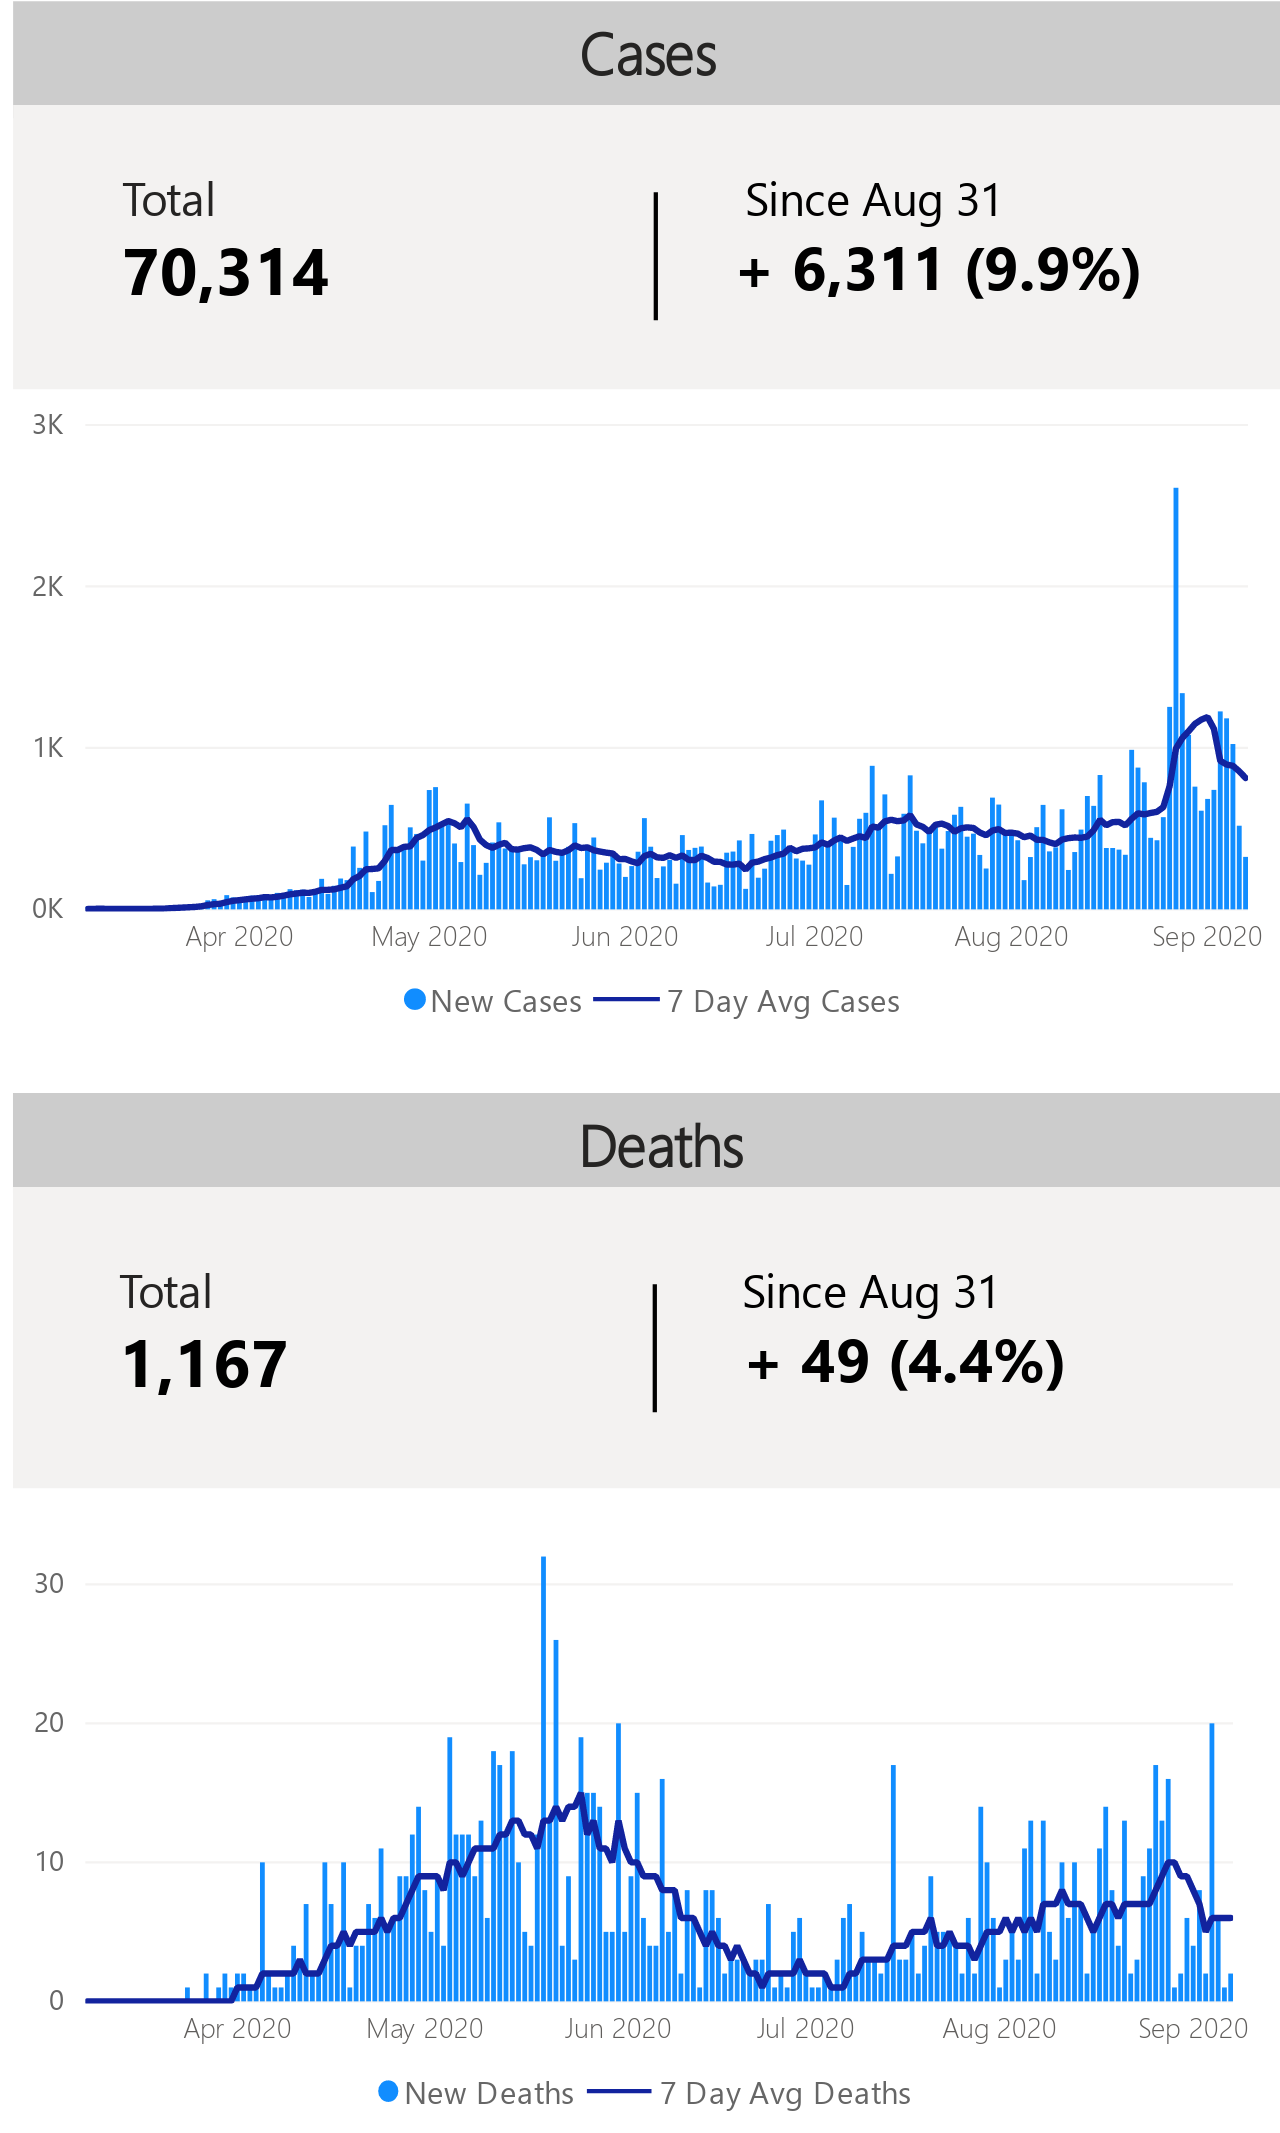 Cases
Total
Since Aug 31
70,314
+ 6,311 (9.9%)
3K
2K
1K
0K
Apr 2020 May 2020 Jun 2020 Jul 2020 Aug 2020 Sep 2020
New Cases 7 Day Avg Cases
Deaths
Total
Since Aug 31
1,167
+ 49 (4.4%)
30
20
10
0
Apr 2020 May 2020 Jun 2020 Jul 2020 Aug 2020 Sep 2020
New Deaths 7 Day Avg Deaths